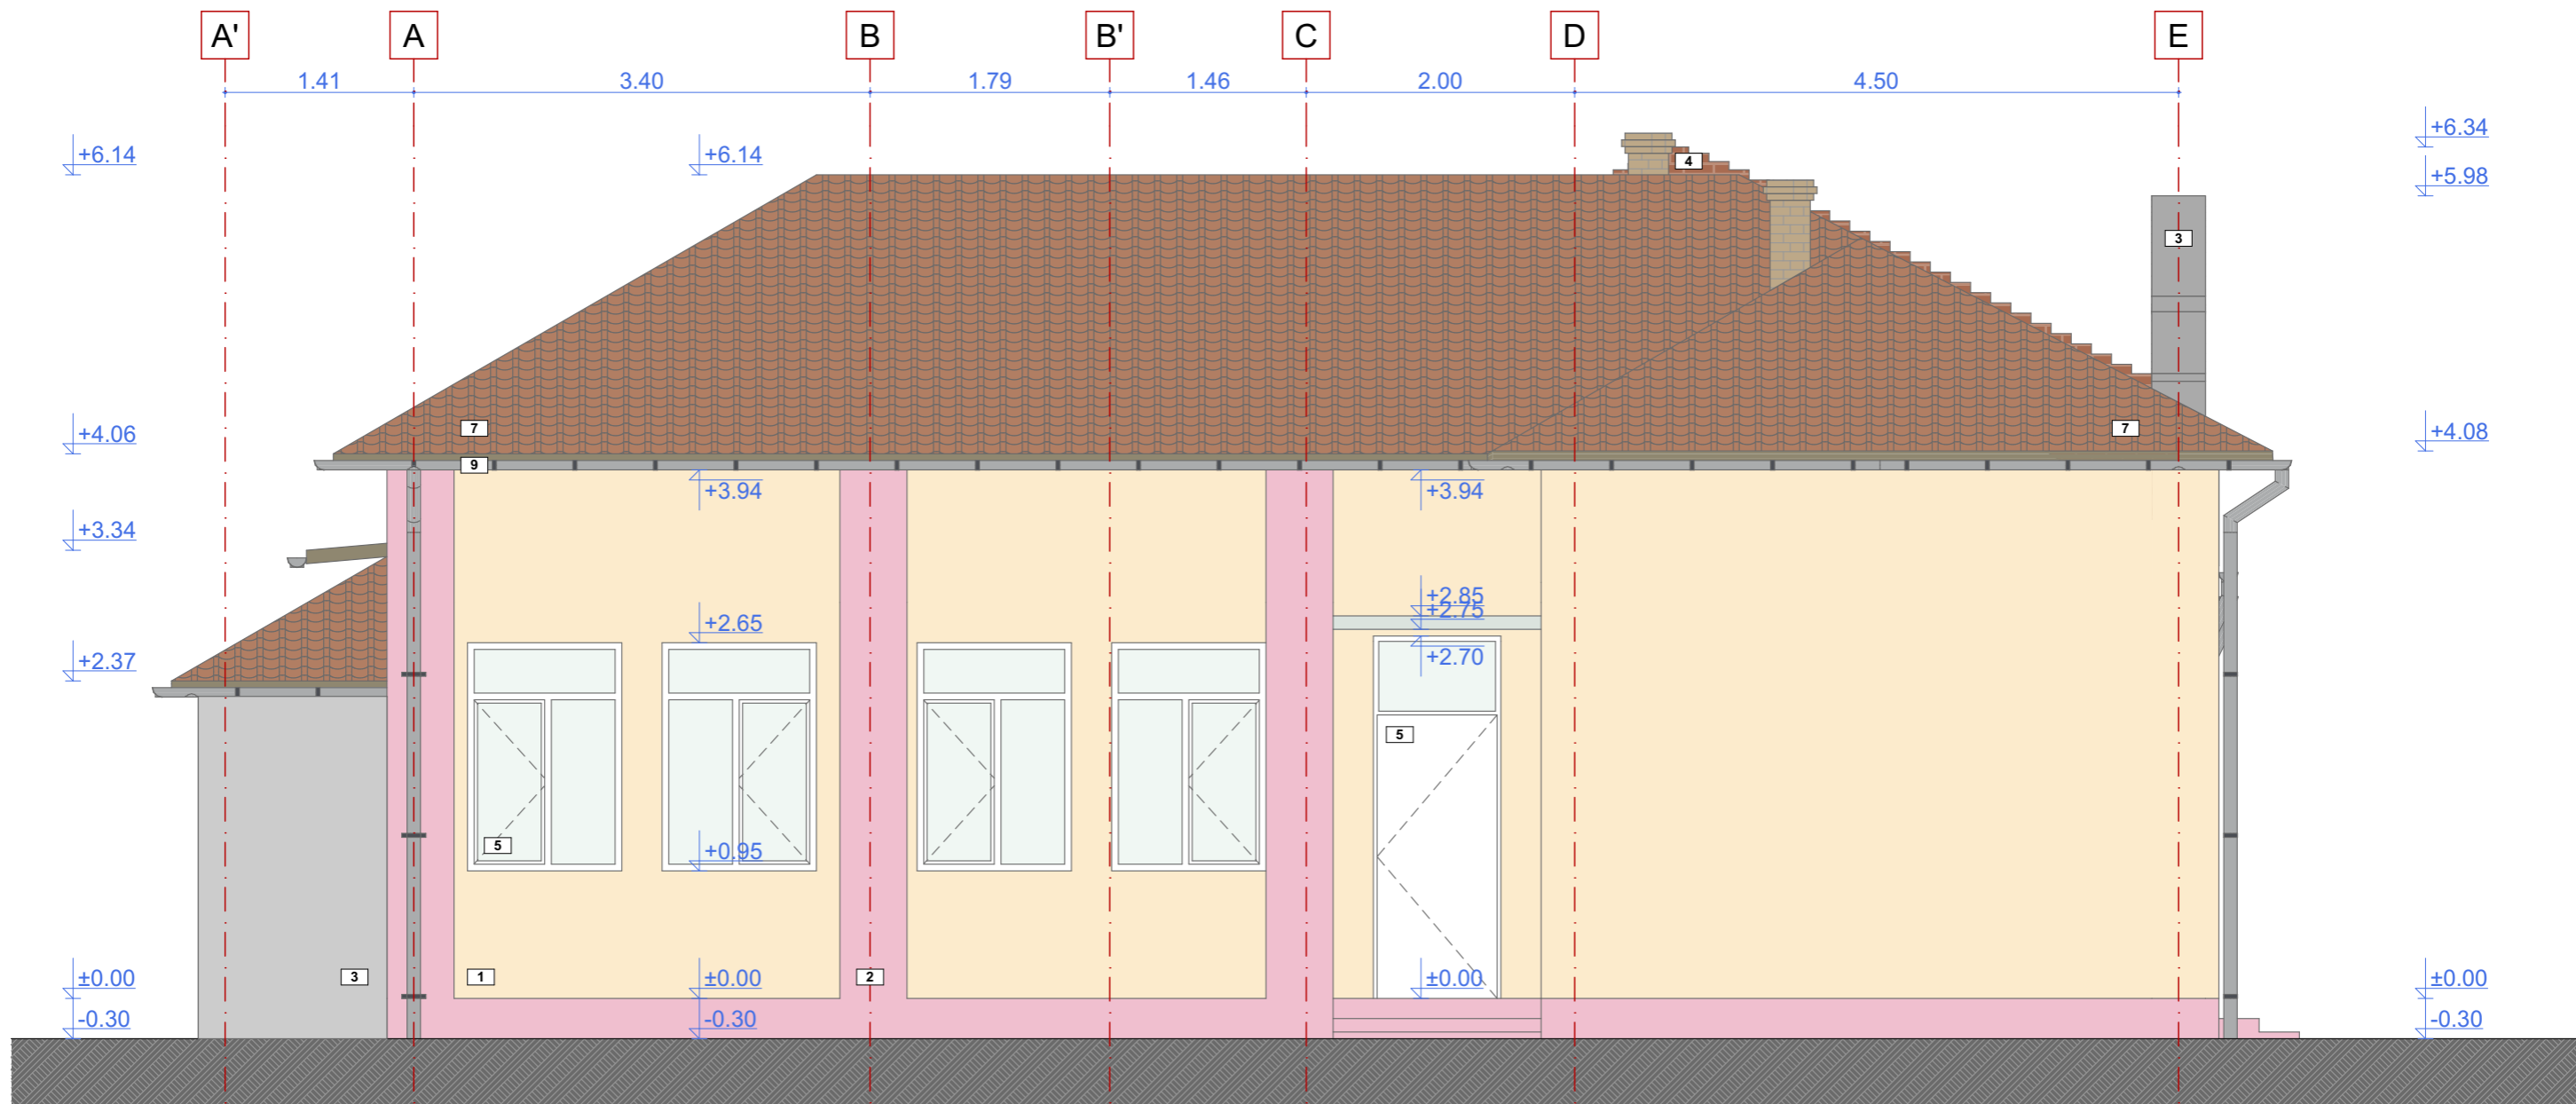 A' A B B' C D E
1.41 3.40 1.79 1.46 2.00 4.50
+6.34
+6.14 +6.14 4
+5.98
3
+4.06 7 7 +4.08
9
+3.94 +3.94
+3.34
+2.85
+2.75
+2.65
+2.37 +2.70
5
5 +0.95
3 1 2
±0.00 ±0.00 ±0.00 ±0.00
-0.30 -0.30 -0.30